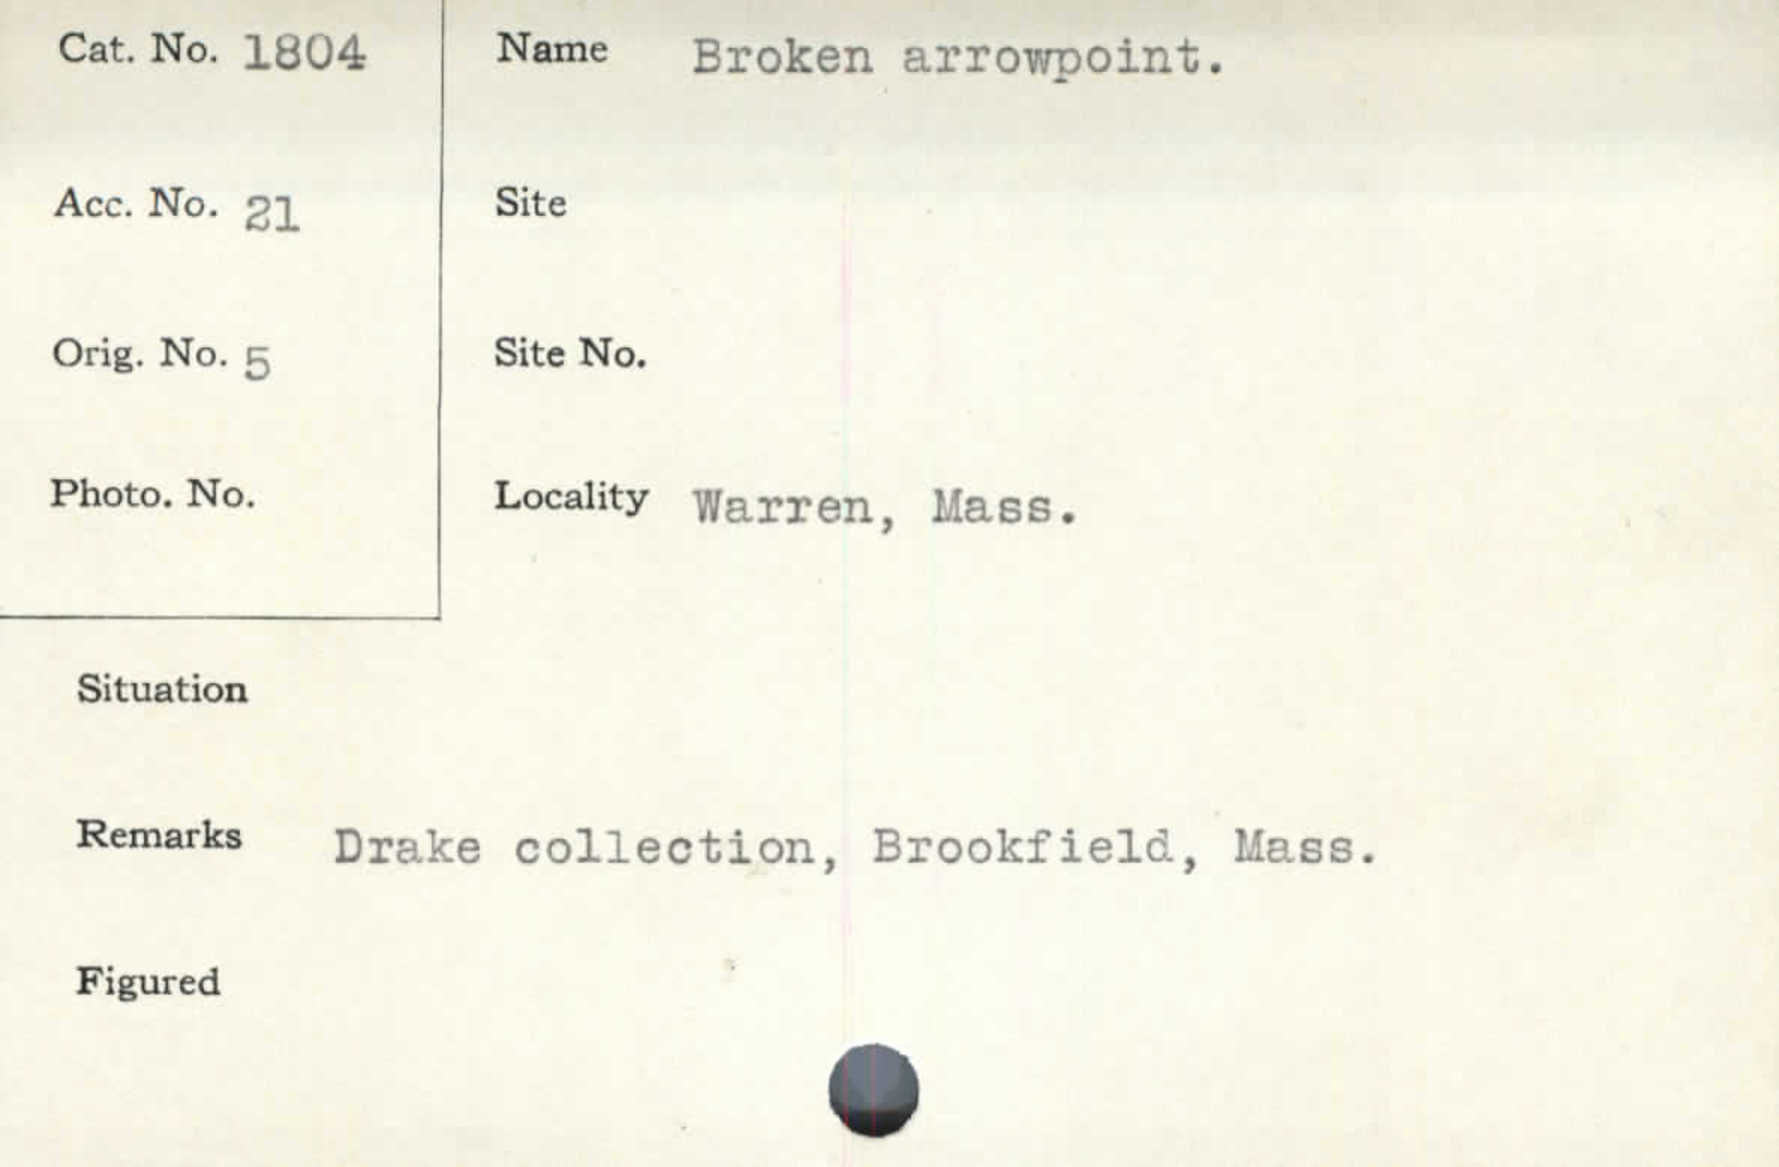 Cat. No. 1804
Name Broken arrowpoint.
Acc. No. 21
Site
Orig. No. 5
Site No.
Photo. No.
Locality Warren, Mass.
Situation
Remarks Drake collection, Brookfield, Mass.
Figured